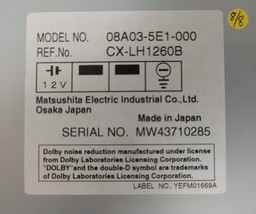 MODEL NO. 08A03-5E1-000
8/8
REF.No. CX-LH1260B
12V
Matsushita Electric Industrial Co.,Ltd.
Osaka Japan
Made in Japan
SERIAL NO. MW43710285
Dolby noise reduction manufactured under license
from Dolby Laboratories Licensing Corporation.
"DOLBY" and the double-D symbol are trademarks
of Dolby Laboratories Licensing Corporation.
LABEL NO. YEFM01669A